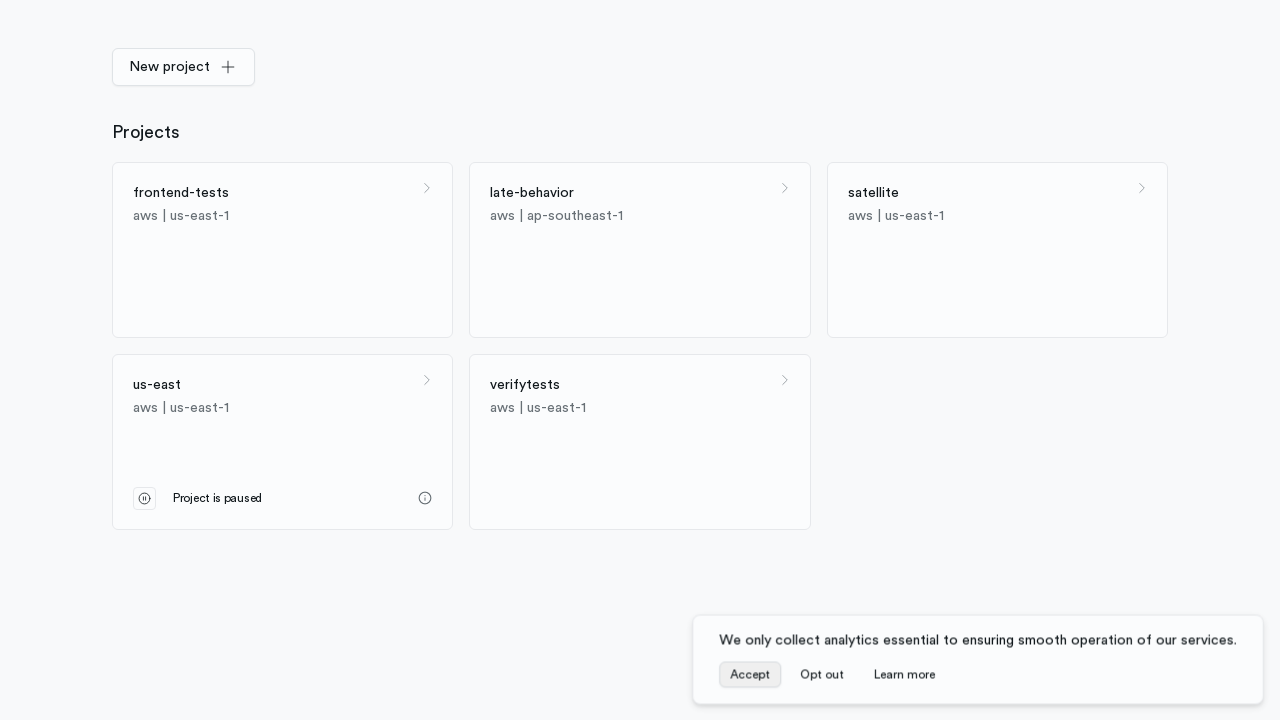 New project
Projects
frontend-tests
aws | us-east-1
late-behavior
aws | ap-southeast-1
satellite
aws | us-east-1
us-east
aws | us-east-1
Project is paused
verifytests
aws | us-east-1
We only collect analytics essential to ensuring smooth operation of our services.
Accept Opt out Learn more